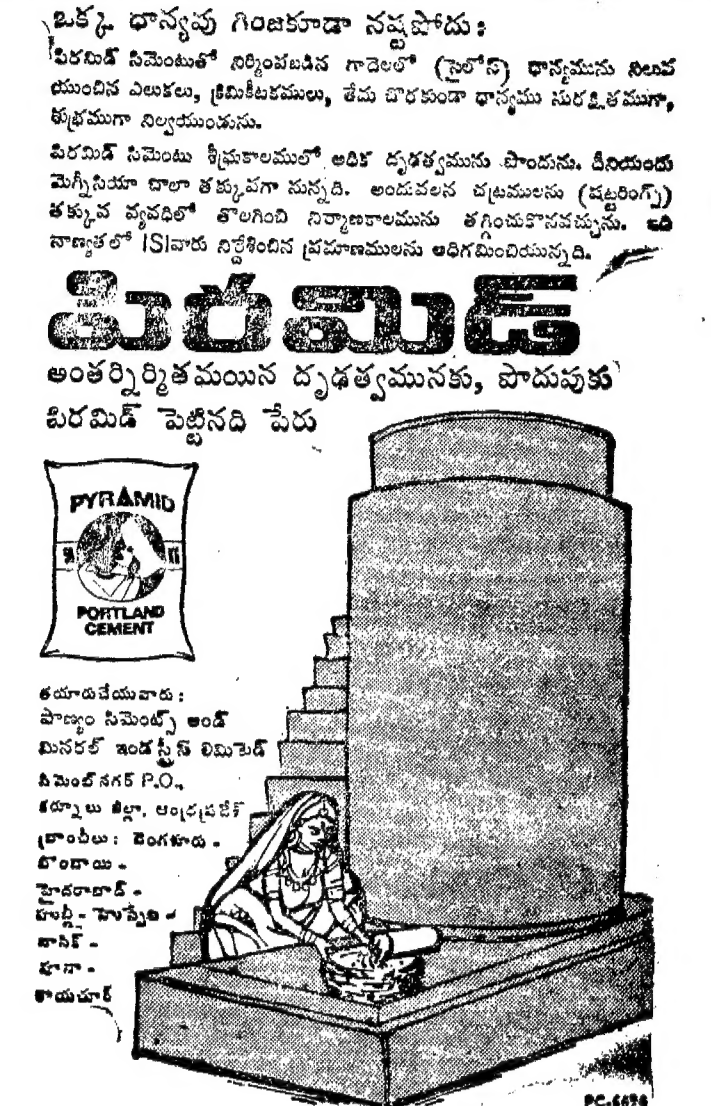 ఒక్క ధాన్యపు గింజకూడా నష్టపోదు :
పిరమిడ్ సిమెంటుతో నిర్మింపబడిన గాదెలలో (సైలోస్) ధాన్యమును నిలువ
యుంచిన ఎలుకలు, క్రిమికీటకములు, తేమ చొరకుండా ధాన్యము సురక్షితముగా,
శుభ్రముగా నిల్వయుండును.
పిరమిడ్ సిమెంటు శీఘ్రకాలములో అధిక దృఢత్వమును పొందును. దీనియందు
మెగ్నీసియా చాలా తక్కువగా నున్నది. అందువలన చట్రములను (షట్టరింగ్స్)
తక్కువ వ్యవధిలో తొలగించి నిర్మాణకాలమును తగ్గించుకొనవచ్చును. ఇది
నాణ్యతలో ISIవారు నిర్దేశించిన ప్రమాణములను అధిగమించియున్నది.
పిరమిడ్
అంతర్నిర్మితమయిన దృఢత్వమునకు, పొదుపుకు
పిరమిడ్ పెట్టినది పేరు
PYRAMID
PORTLAND
CEMENT
తయారుచేయువారు :
పాణ్యం సిమెంట్స్ అండ్
మినరల్ ఇండస్ట్రీస్ లిమిటెడ్
సిమెంట్ నగర్ P.O.,
కర్నూలు జిల్లా, ఆంధ్రప్రదేశ్
బ్రాంచీలు : బెంగళూరు -
బొంబాయి -
హైదరాబాద్ -
హుబ్లీ - హొస్పేట -
నాసిక్ -
పూనా -
రాయచూర్